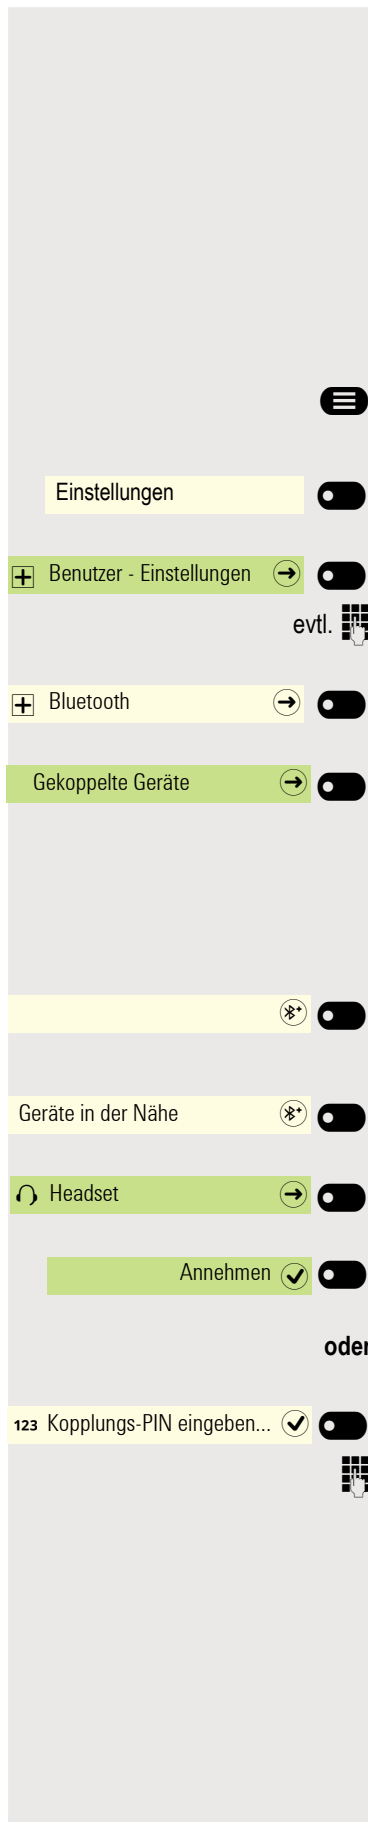 Einstellungen
Benutzer - Einstellungen
evtl.
Bluetooth
Gekoppelte Geräte
Geräte in der Nähe
Headset
Annehmen
oder
123 Kopplungs-PIN eingeben...